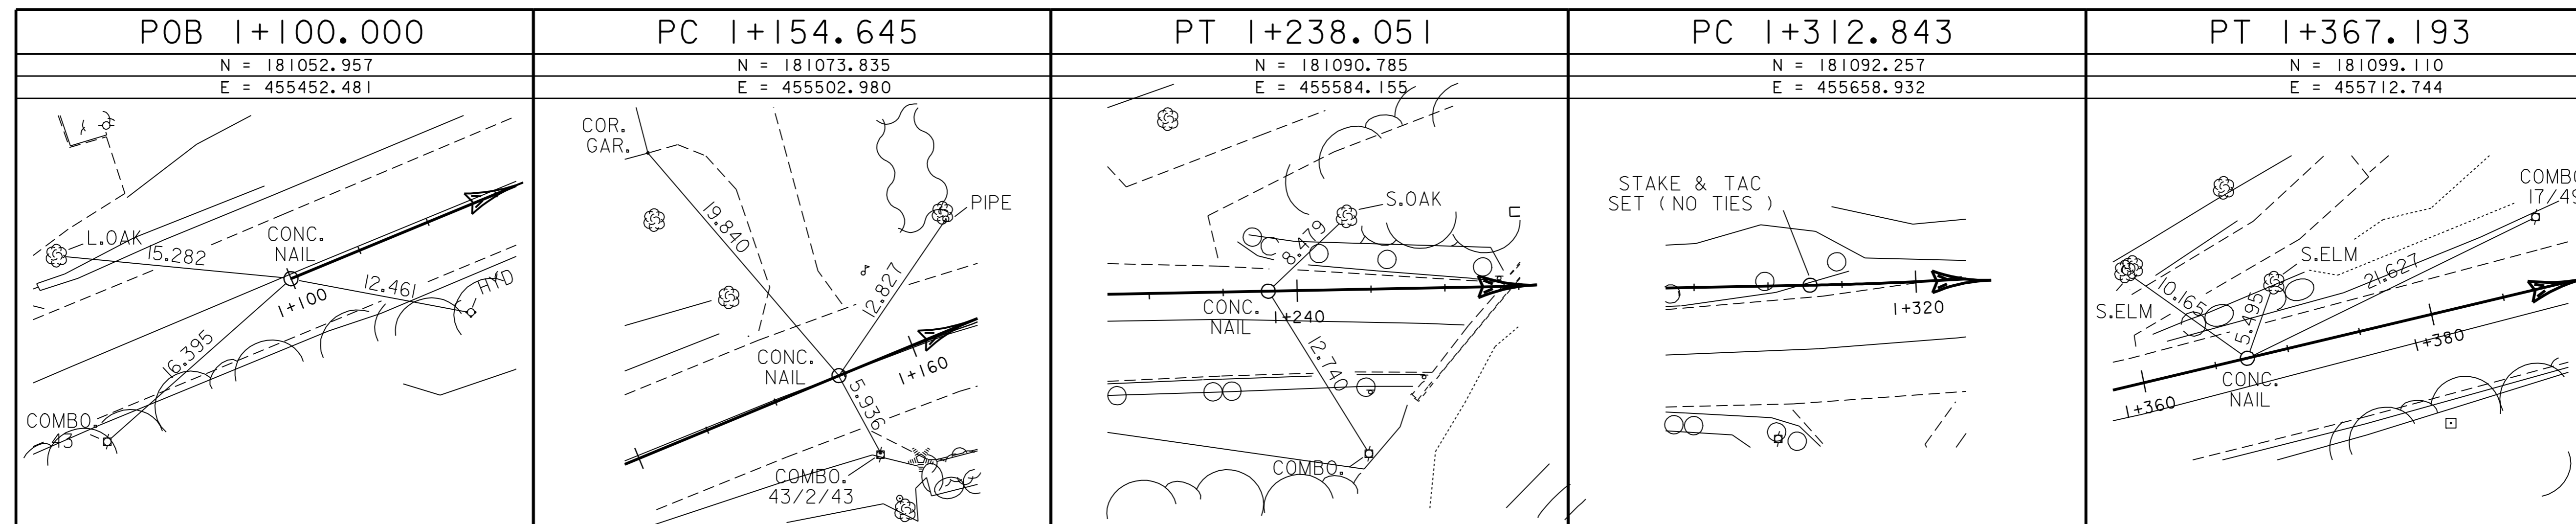 POB 1+100.000
N = 181052.957
E = 455452.481
L.OAK
15.282
CONC.
NAIL
12.461
HYD
1+100
16.395
COMBO.
43
PC 1+154.645
N = 181073.835
E = 455502.980
COR.
GAR.
19.840
PIPE
12.827
CONC.
NAIL
1+160
5.936
COMBO.
43/2/43
PT 1+238.051
N = 181090.785
E = 455584.155
S.OAK
8.479
CONC.
NAIL
1+240
12.740
COMBO.
PC 1+312.843
N = 181092.257
E = 455658.932
STAKE & TAC
SET (NO TIES )
1+320
PT 1+367.193
N = 181099.110
E = 455712.744
COMBO
17/49
S.ELM
21.627
10.165
S.ELM
5.495
1+380
CONC.
NAIL
1+360